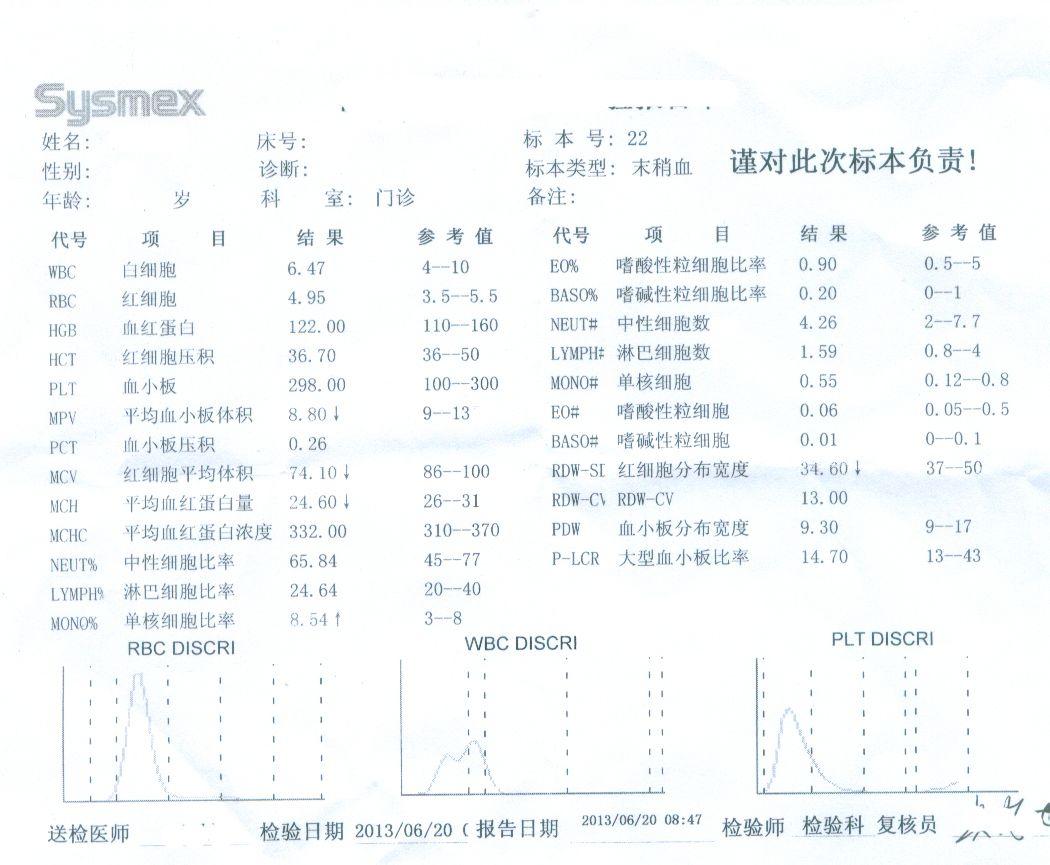 Sysmex
姓名: 床号: 标 本 号: 22
性别: 诊断: 标本类型: 末稍血 谨对此次标本负责!
年龄: 岁 科 室: 门诊 备注:
代号 项 目 结 果 参 考 值 代号 项 目 结 果 参 考 值
WBC 白细胞 6.47 4--10 EO% 嗜酸性粒细胞比率 0.90 0.5--5
RBC 红细胞 4.95 3.5--5.5 BASO% 嗜碱性粒细胞比率 0.20 0--1
HGB 血红蛋白 122.00 110--160 NEUT# 中性细胞数 4.26 2--7.7
HCT 红细胞压积 36.70 36--50 LYMPH# 淋巴细胞数 1.59 0.8--4
PLT 血小板 298.00 100--300 MONO# 单核细胞 0.55 0.12--0.8
MPV 平均血小板体积 8.80↓ 9--13 EO# 嗜酸性粒细胞 0.06 0.05--0.5
PCT 血小板压积 0.26 BASO# 嗜碱性粒细胞 0.01 0--0.1
MCV 红细胞平均体积 74.10↓ 86--100 RDW-SD 红细胞分布宽度 34.60↓ 37--50
MCH 平均血红蛋白量 24.60↓ 26--31 RDW-CV RDW-CV 13.00
MCHC 平均血红蛋白浓度 332.00 310--370 PDW 血小板分布宽度 9.30 9--17
NEUT% 中性细胞比率 65.84 45--77 P-LCR 大型血小板比率 14.70 13--43
LYMPH% 淋巴细胞比率 24.64 20--40
MONO% 单核细胞比率 8.54↑ 3--8
RBC DISCRI WBC DISCRI PLT DISCRI
送检医师 检验日期 2013/06/20 ( 报告日期 2013/06/20 08:47 检验师 检验科 复核员